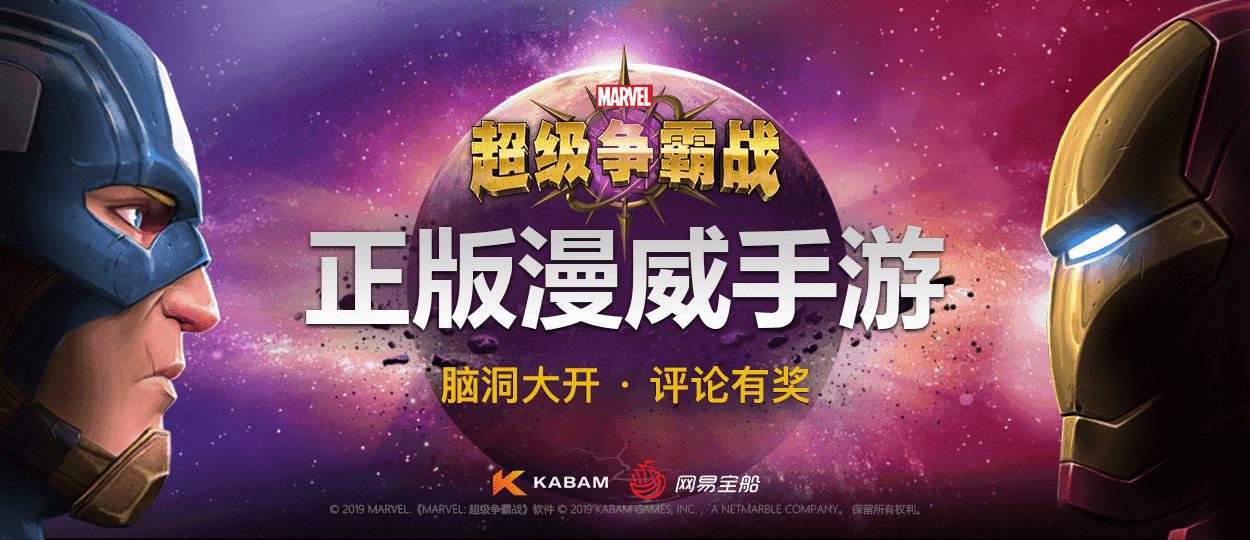 MARVEL
超级争霸战
正版漫威手游
脑洞大开 · 评论有奖
KABAM 网易宝船
© 2019 MARVEL.《MARVEL: 超级争霸战》软件 © 2019 KABAM GAMES, INC. , A NETMARBLE COMPANY。 保留所有权利。